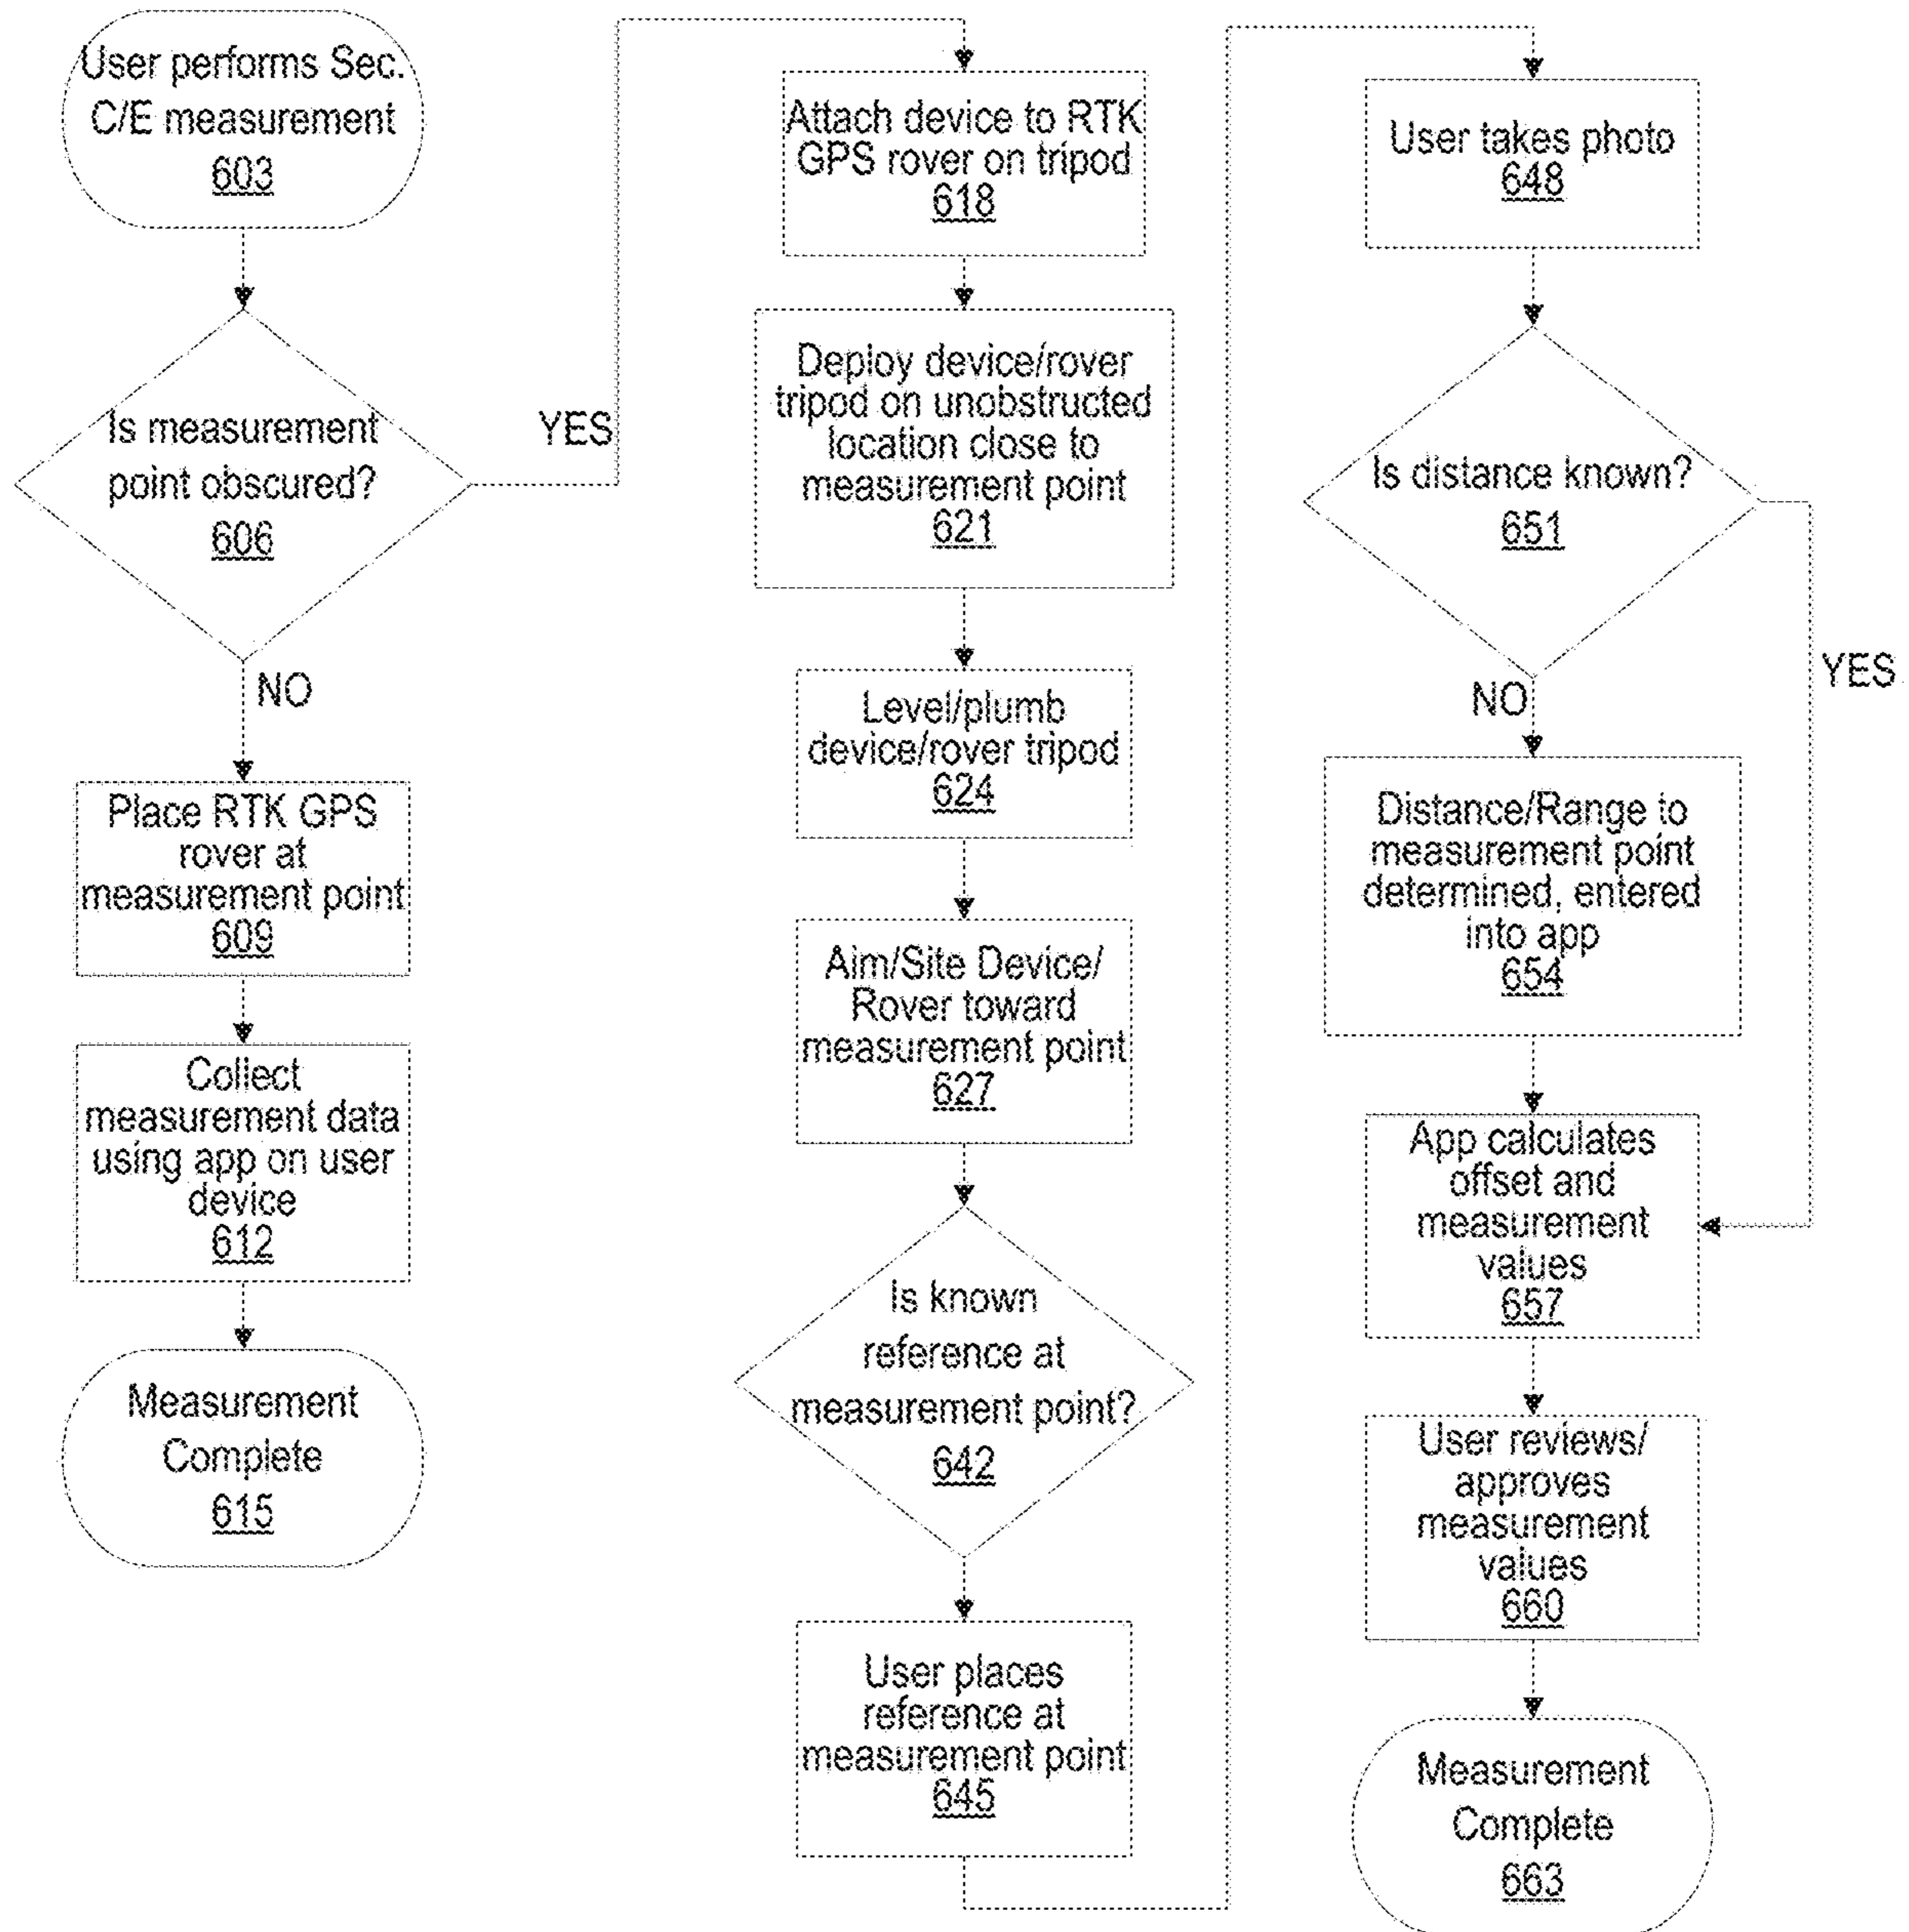 User performs Sec.
C/E measurement
603
Is measurement
point obscured?
606
YES
NO
Place RTK GPS
rover at
measurement point
609
Collect
measurement data
using app on user
device
612
Measurement
Complete
615
Attach device to RTK
GPS rover on tripod
618
Deploy device/rover
tripod on unobstructed
location close to
measurement point
621
Level/plumb
device/rover tripod
624
Aim/Site Device/
Rover toward
measurement point
627
Is known
reference at
measurement point?
642
User places
reference at
measurement point
645
User takes photo
648
Is distance known?
651
YES
NO
Distance/Range to
measurement point
determined, entered
into app
654
App calculates
offset and
measurement
values
657
User reviews/
approves
measurement
values
660
Measurement
Complete
663